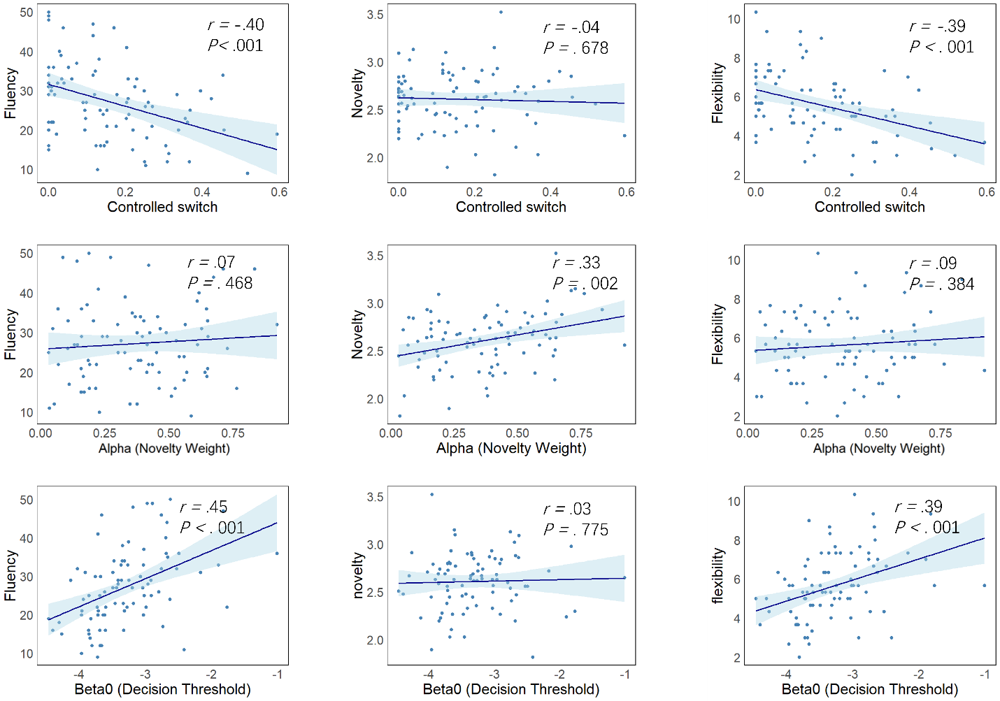 50
40
30
20
10
Fluency
r = -.40
P< .001
0.0 0.2 0.4 0.6
Controlled switch
3.5
3.0
2.5
2.0
Novelty
r = -.04
P = . 678
0.0 0.2 0.4 0.6
Controlled switch
10
8
6
4
2
Flexibility
r = -.39
P < . 001
0.0 0.2 0.4 0.6
Controlled switch
50
40
30
20
10
Fluency
r = .07
P = . 468
0.00 0.25 0.50 0.75
Alpha (Novelty Weight)
3.5
3.0
2.5
2.0
Novelty
r = .33
P = . 002
0.00 0.25 0.50 0.75
Alpha (Novelty Weight)
10
8
6
4
2
Flexibility
r = .09
P = . 384
0.00 0.25 0.50 0.75
Alpha (Novelty Weight)
50
40
30
20
10
Fluency
r = .45
P < . 001
-4 -3 -2 -1
Beta0 (Decision Threshold)
3.5
3.0
2.5
2.0
novelty
r = .03
P = . 775
-4 -3 -2 -1
Beta0 (Decision Threshold)
10
8
6
4
2
flexibility
r = .39
P < . 001
-4 -3 -2 -1
Beta0 (Decision Threshold)